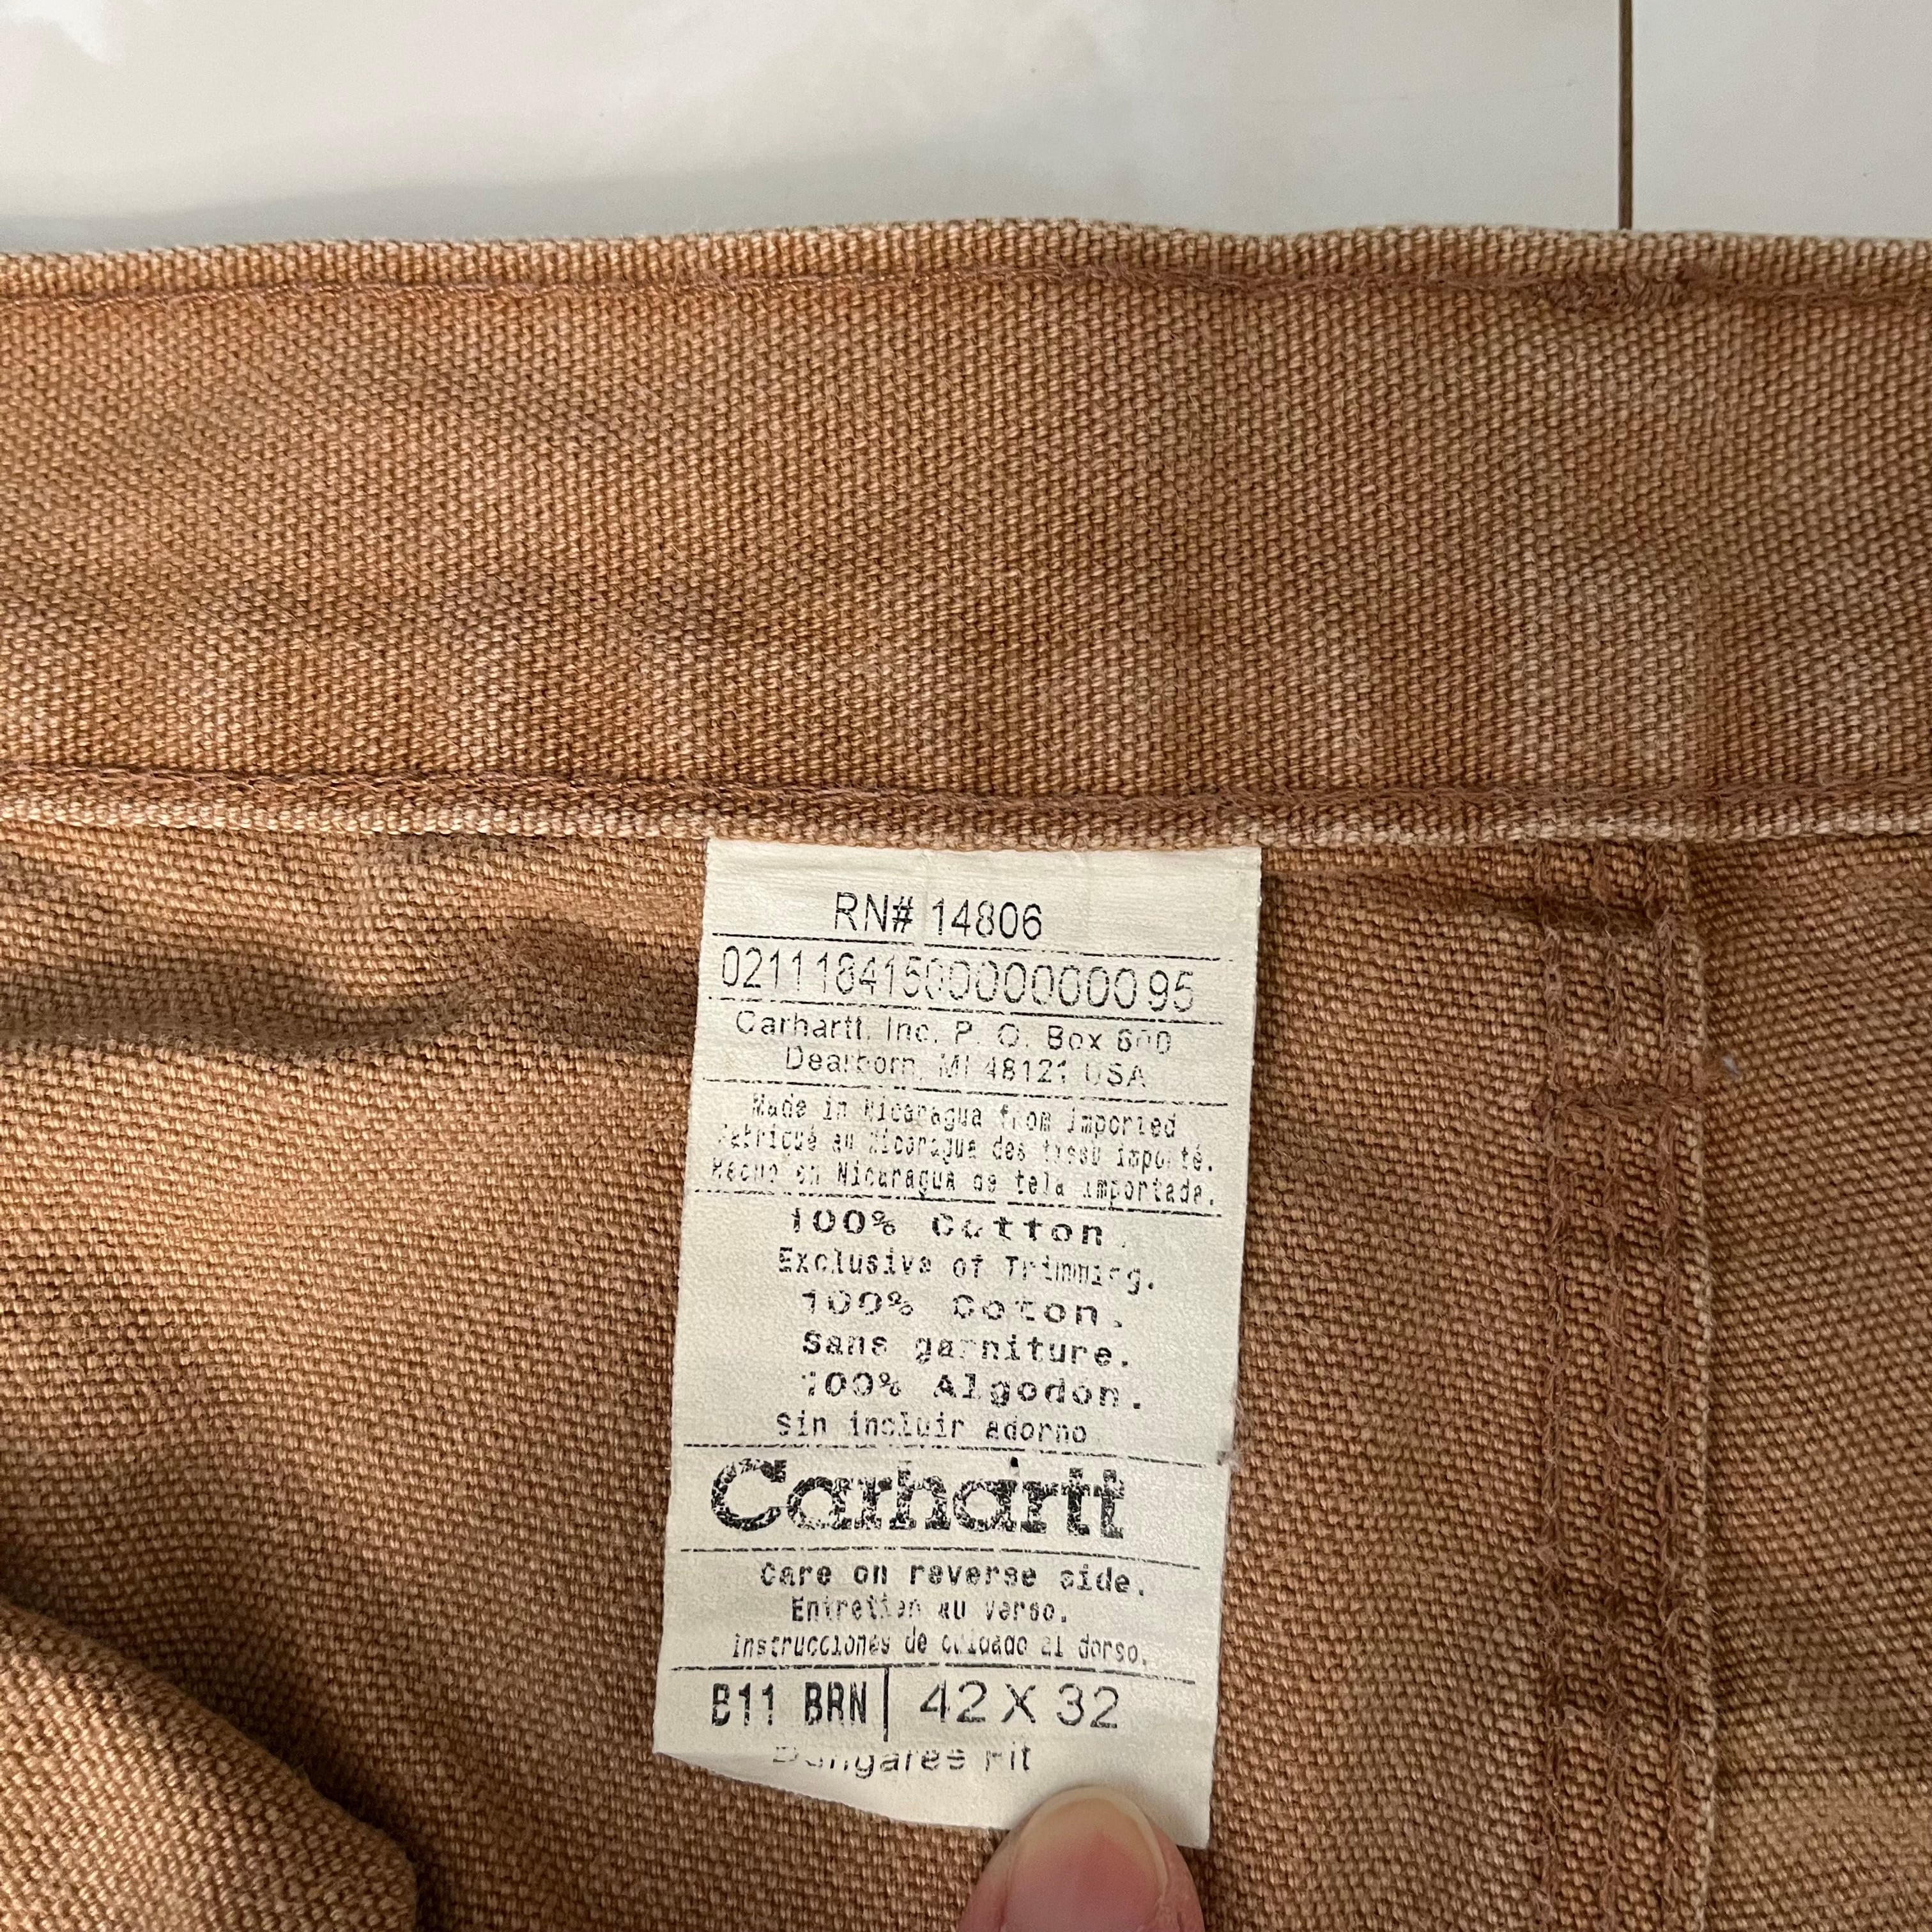 RN# 14806
021118415000000000095
Carhartt, Inc. P. O. Box 600
Dearborn, MI 48121 USA
Made in Nicaragua from imported
Fabriqué au Nicaragua des tissu importé.
Hecho en Nicaragua de tela importada.
100% Cotton.
Exclusive of Trimming.
100% Coton.
Sans garniture.
100% Algodon.
Sin incluir adorno
Carhartt
Care on reverse side.
Entretien au verso.
Instrucciones de cuidado al dorso.
B11 BRN 42 X 32
Dungaree Fit